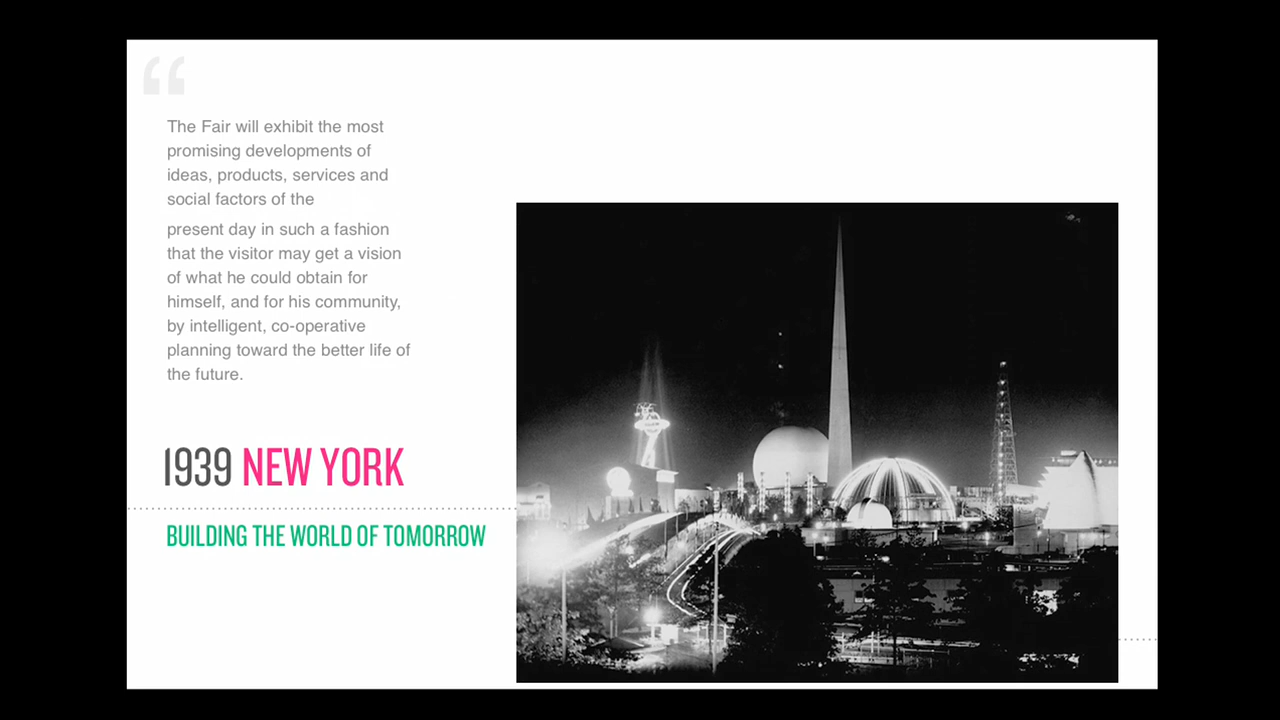 “
The Fair will exhibit the most
promising developments of
ideas, products, services and
social factors of the
present day in such a fashion
that the visitor may get a vision
of what he could obtain for
himself, and for his community,
by intelligent, co-operative
planning toward the better life of
the future.
1939 NEW YORK
BUILDING THE WORLD OF TOMORROW